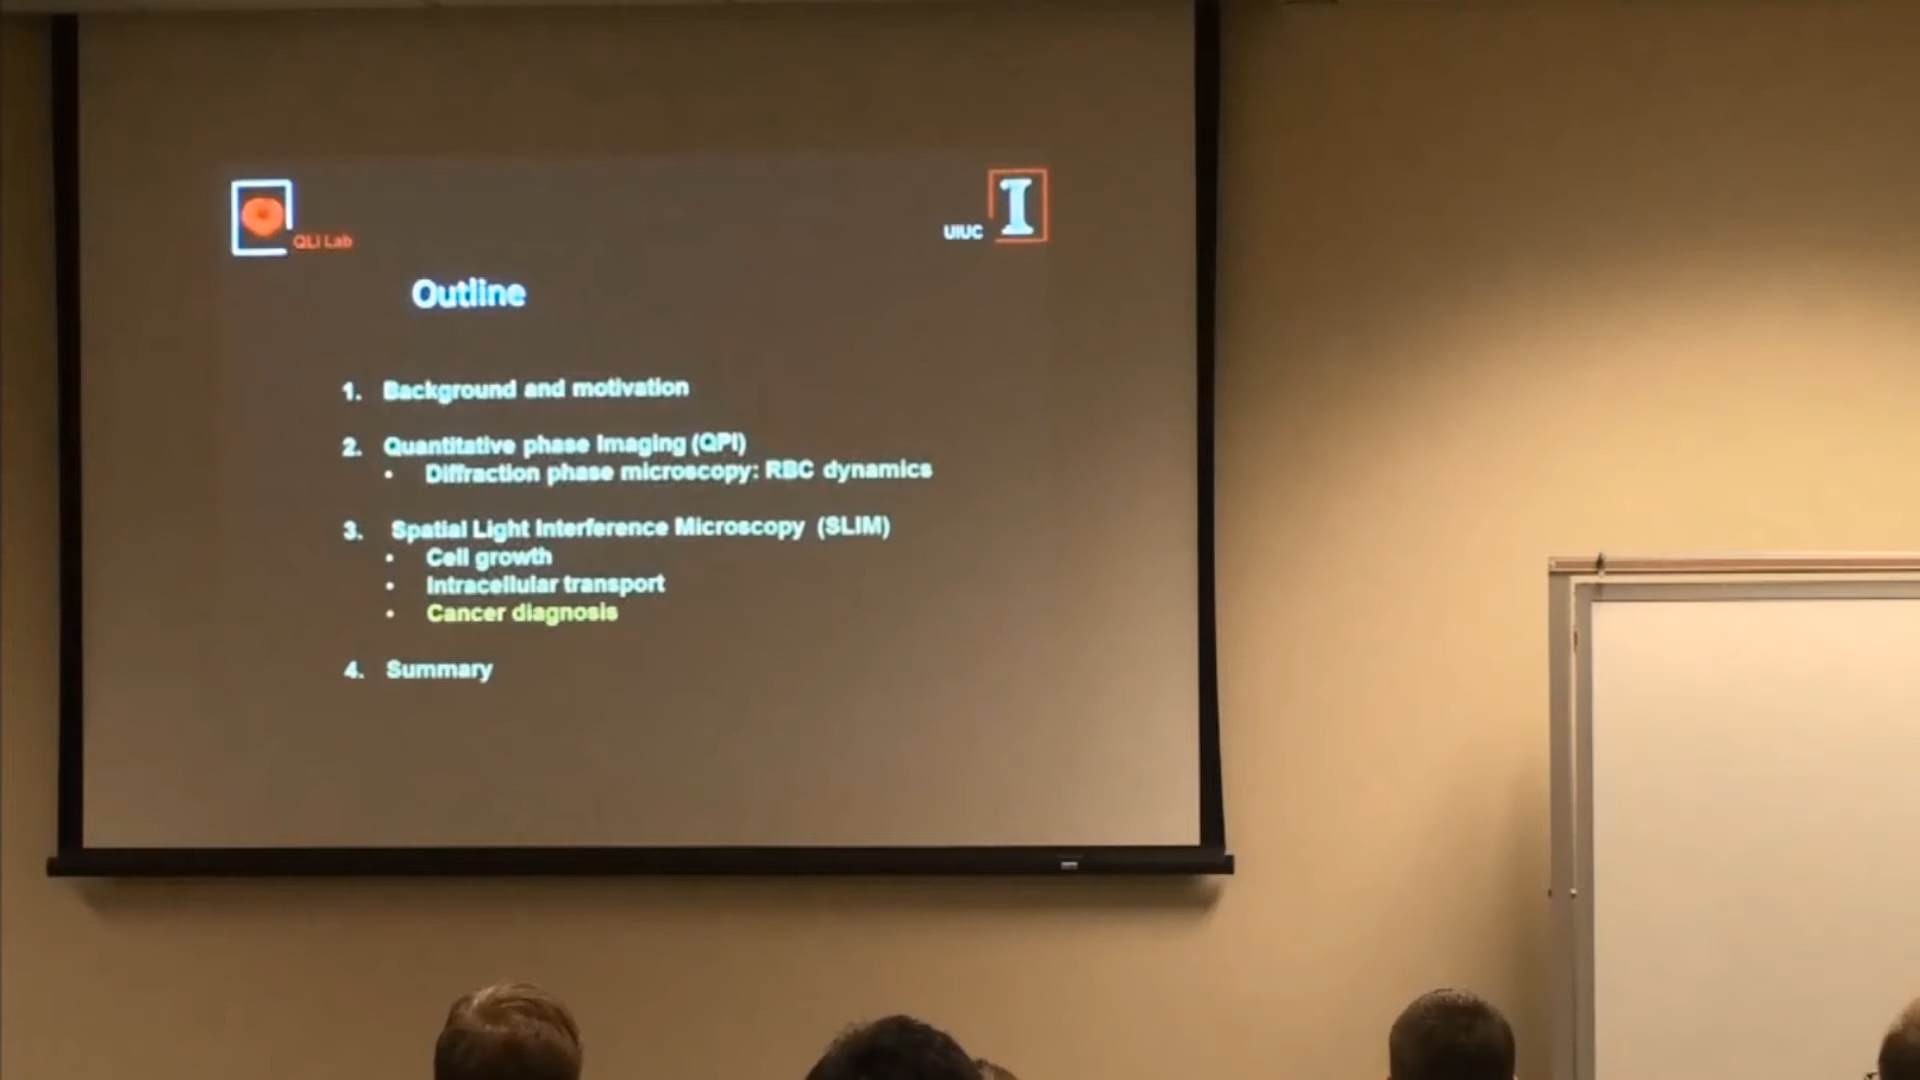 QLI Lab
UIUC I
Outline
1. Background and motivation
2. Quantitative phase Imaging (QPI)
• Diffraction phase microscopy: RBC dynamics
3. Spatial Light Interference Microscopy (SLIM)
• Cell growth
• Intracellular transport
• Cancer diagnosis
4. Summary